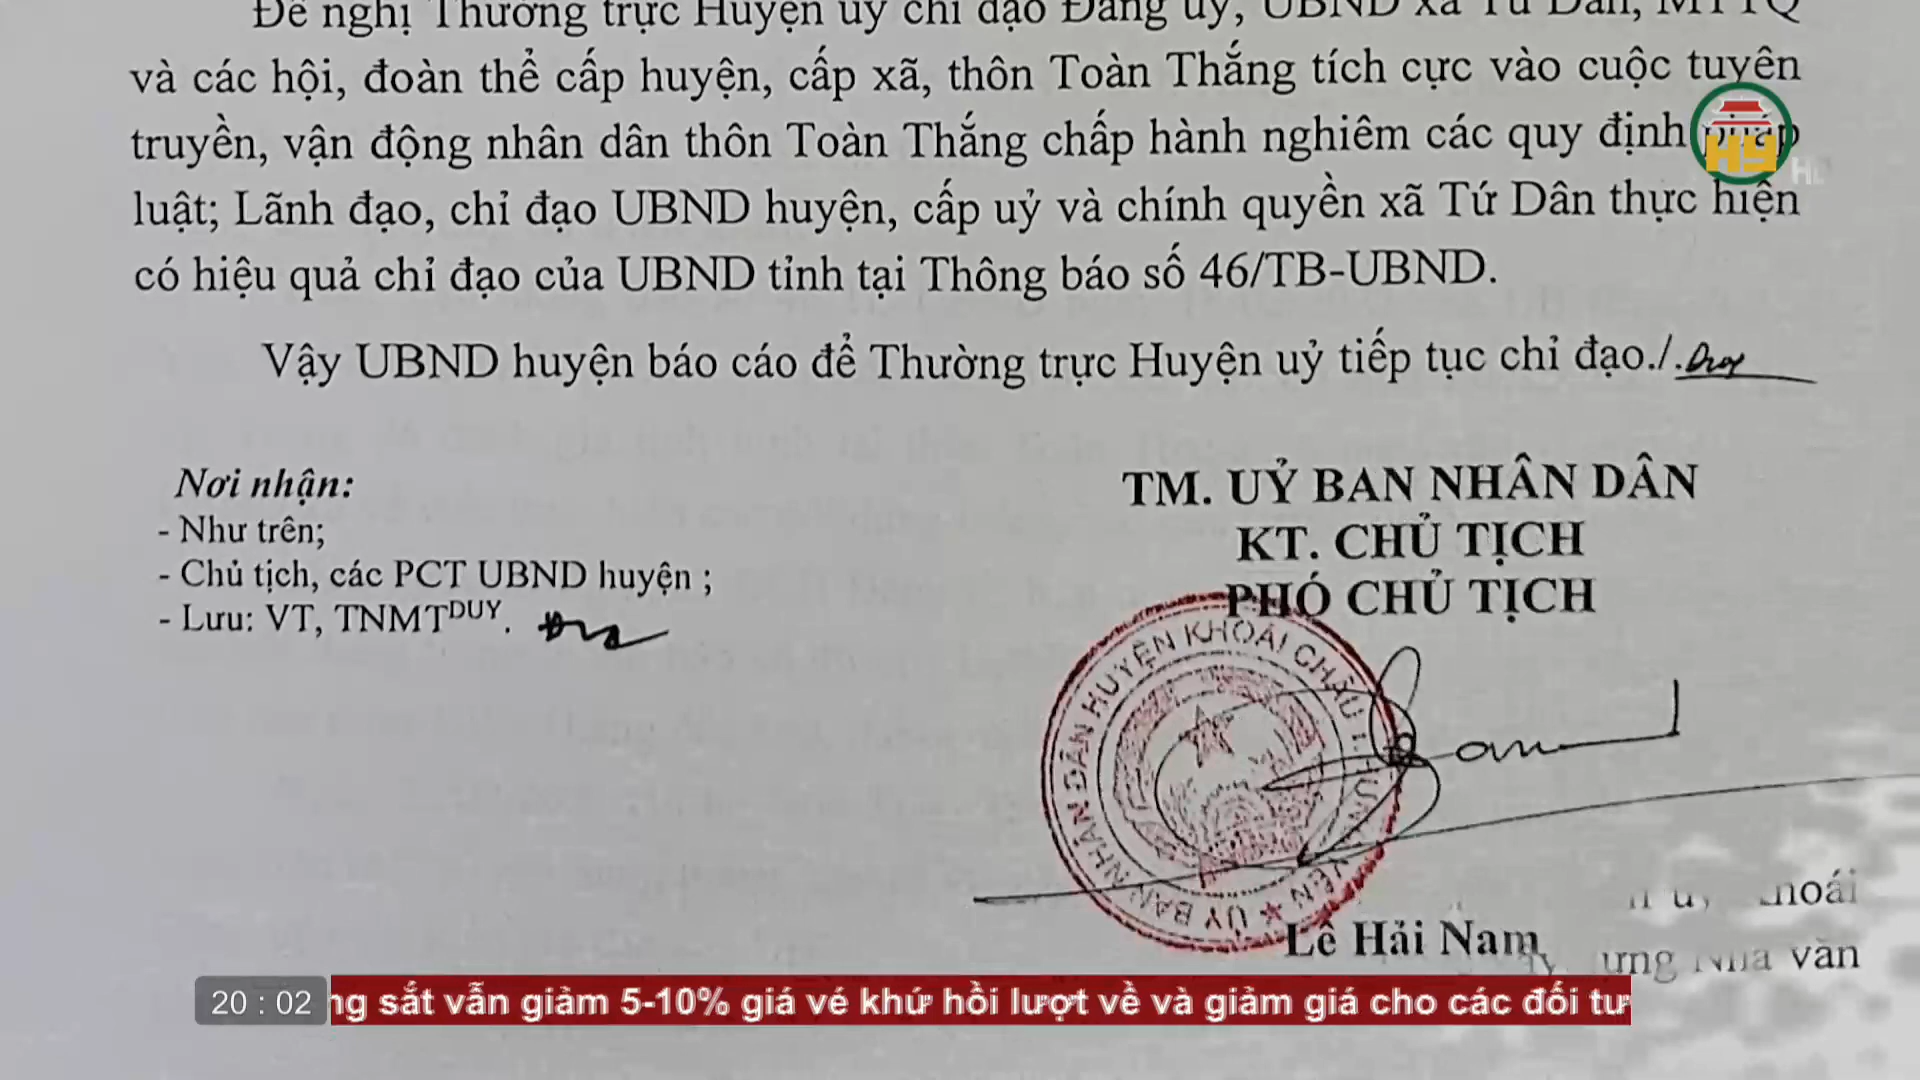 Đề nghị Thường trực Huyện uỷ chỉ đạo Đảng uỷ, UBND xã Tứ Dân, MTTQ
và các hội, đoàn thể cấp huyện, cấp xã, thôn Toàn Thắng tích cực vào cuộc tuyên
truyền, vận động nhân dân thôn Toàn Thắng chấp hành nghiêm các quy định pháp
luật; Lãnh đạo, chỉ đạo UBND huyện, cấp uỷ và chính quyền xã Tứ Dân thực hiện
có hiệu quả chỉ đạo của UBND tỉnh tại Thông báo số 46/TB-UBND.
Vậy UBND huyện báo cáo để Thường trực Huyện uỷ tiếp tục chỉ đạo./.
Nơi nhận:
- Như trên;
- Chủ tịch, các PCT UBND huyện ;
- Lưu: VT, TNMTDUY.
TM. UỶ BAN NHÂN DÂN
KT. CHỦ TỊCH
PHÓ CHỦ TỊCH
ỦY BAN NHÂN DÂN HUYỆN KHOÁI CHÂU T. HƯNG YÊN
Lê Hải Nam
văn
HY
20 : 02
ng sắt vẫn giảm 5-10% giá vé khứ hồi lượt về và giảm giá cho các đối tư